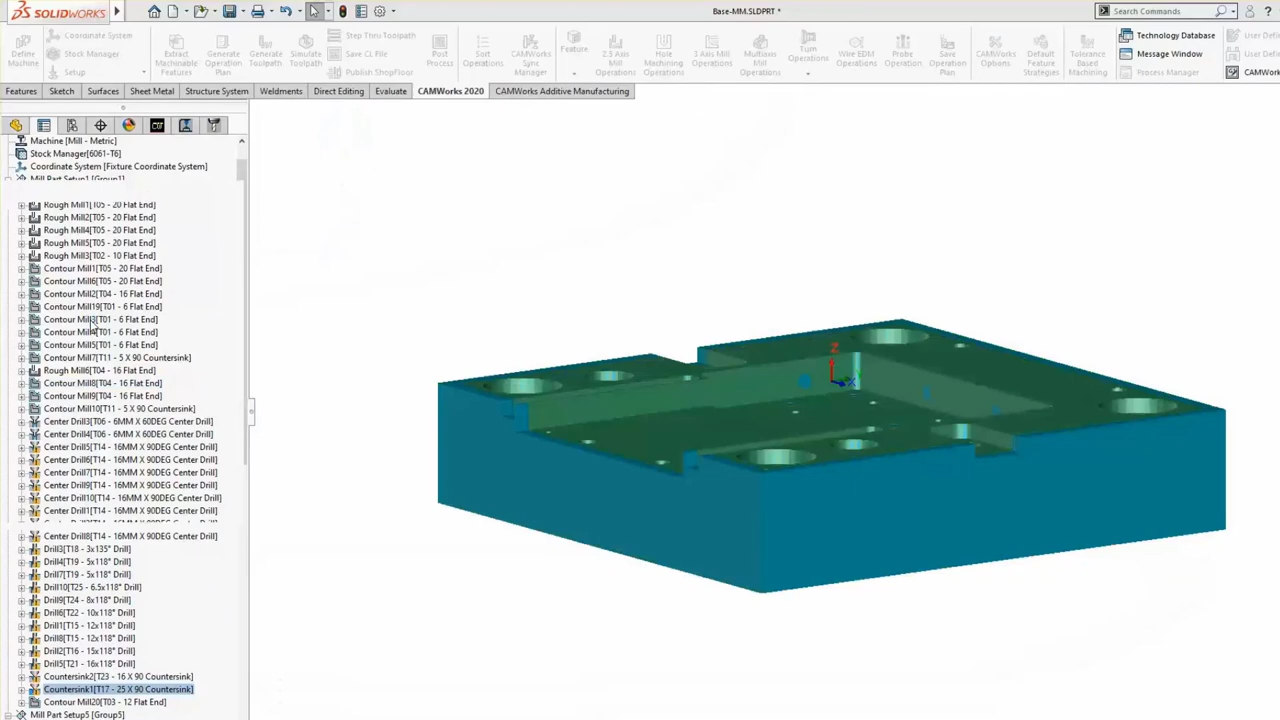 SOLIDWORKS
Base-MM.SLDPRT *
Search Commands
Define Machine
Coordinate System
Stock Manager
Setup
Extract Machinable Features
Generate Operation Plan
Generate Toolpath
Simulate Toolpath
Step Thru Toolpath
Save CL File
Publish ShopFloor
Post Process
Sort Operations
CAMWorks Sync Manager
Feature
2.5 Axis Mill Operations
Hole Machining Operations
3 Axis Mill Operations
Multiaxis Mill Operations
Turn Operations
Wire EDM Operations
Probe Operation
Save Operation Plan
CAMWorks Options
Default Feature Strategies
Tolerance Based Machining
Technology Database
Message Window
Process Manager
User Defi
User Defi
CAMWork
Features
Sketch
Surfaces
Sheet Metal
Structure System
Weldments
Direct Editing
Evaluate
CAMWorks 2020
CAMWorks Additive Manufacturing
Machine [Mill - Metric]
Stock Manager[6061-T6]
Coordinate System [Fixture Coordinate System]
Mill Part Setup1 [Group1]
Rough Mill1[T05 - 20 Flat End]
Rough Mill2[T05 - 20 Flat End]
Rough Mill4[T05 - 20 Flat End]
Rough Mill5[T05 - 20 Flat End]
Rough Mill3[T02 - 10 Flat End]
Contour Mill1[T05 - 20 Flat End]
Contour Mill6[T05 - 20 Flat End]
Contour Mill2[T04 - 16 Flat End]
Contour Mill19[T01 - 6 Flat End]
Contour Mill3[T01 - 6 Flat End]
Contour Mill4[T01 - 6 Flat End]
Contour Mill5[T01 - 6 Flat End]
Contour Mill7[T11 - 5 X 90 Countersink]
Rough Mill6[T04 - 16 Flat End]
Contour Mill8[T04 - 16 Flat End]
Contour Mill9[T04 - 16 Flat End]
Contour Mill10[T11 - 5 X 90 Countersink]
Center Drill3[T06 - 6MM X 60DEG Center Drill]
Center Drill4[T06 - 6MM X 60DEG Center Drill]
Center Drill5[T14 - 16MM X 90DEG Center Drill]
Center Drill6[T14 - 16MM X 90DEG Center Drill]
Center Drill7[T14 - 16MM X 90DEG Center Drill]
Center Drill9[T14 - 16MM X 90DEG Center Drill]
Center Drill10[T14 - 16MM X 90DEG Center Drill]
Center Drill1[T14 - 16MM X 90DEG Center Drill]
Center Drill8[T14 - 16MM X 90DEG Center Drill]
Drill3[T18 - 3x135° Drill]
Drill4[T19 - 5x118° Drill]
Drill7[T19 - 5x118° Drill]
Drill10[T25 - 6.5x118° Drill]
Drill9[T24 - 8x118° Drill]
Drill6[T22 - 10x118° Drill]
Drill1[T15 - 12x118° Drill]
Drill8[T15 - 12x118° Drill]
Drill2[T16 - 15x118° Drill]
Drill5[T21 - 16x118° Drill]
Countersink2[T23 - 16 X 90 Countersink]
Countersink1[T17 - 25 X 90 Countersink]
Contour Mill20[T03 - 12 Flat End]
Mill Part Setup5 [Group5]
Z
X